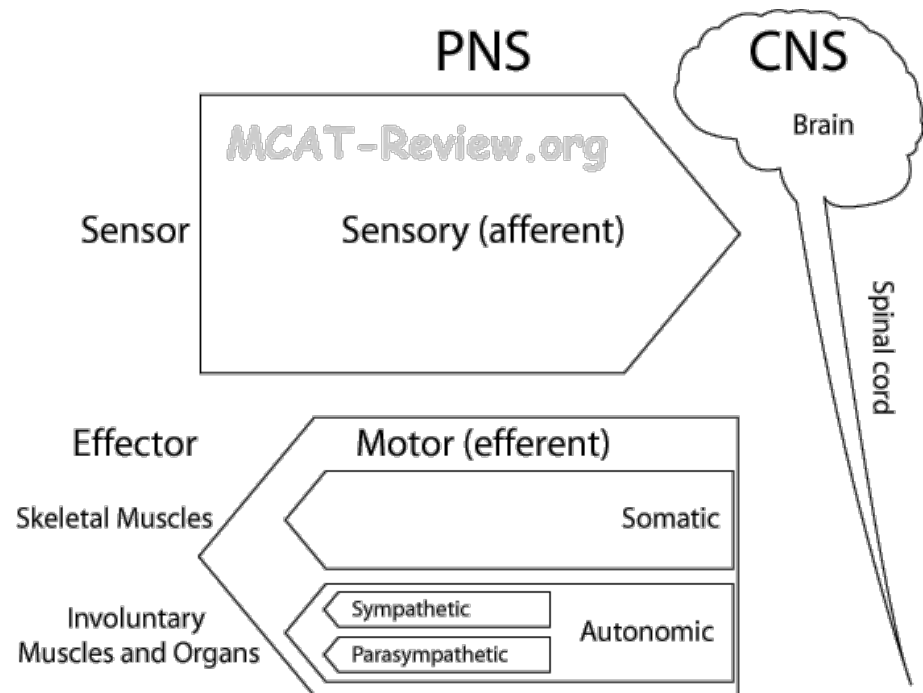 PNS
CNS
MCAT-Review.org
Brain
Sensor
Sensory (afferent)
Spinal cord
Effector
Motor (efferent)
Skeletal Muscles
Somatic
Involuntary
Muscles and Organs
Sympathetic
Parasympathetic
Autonomic